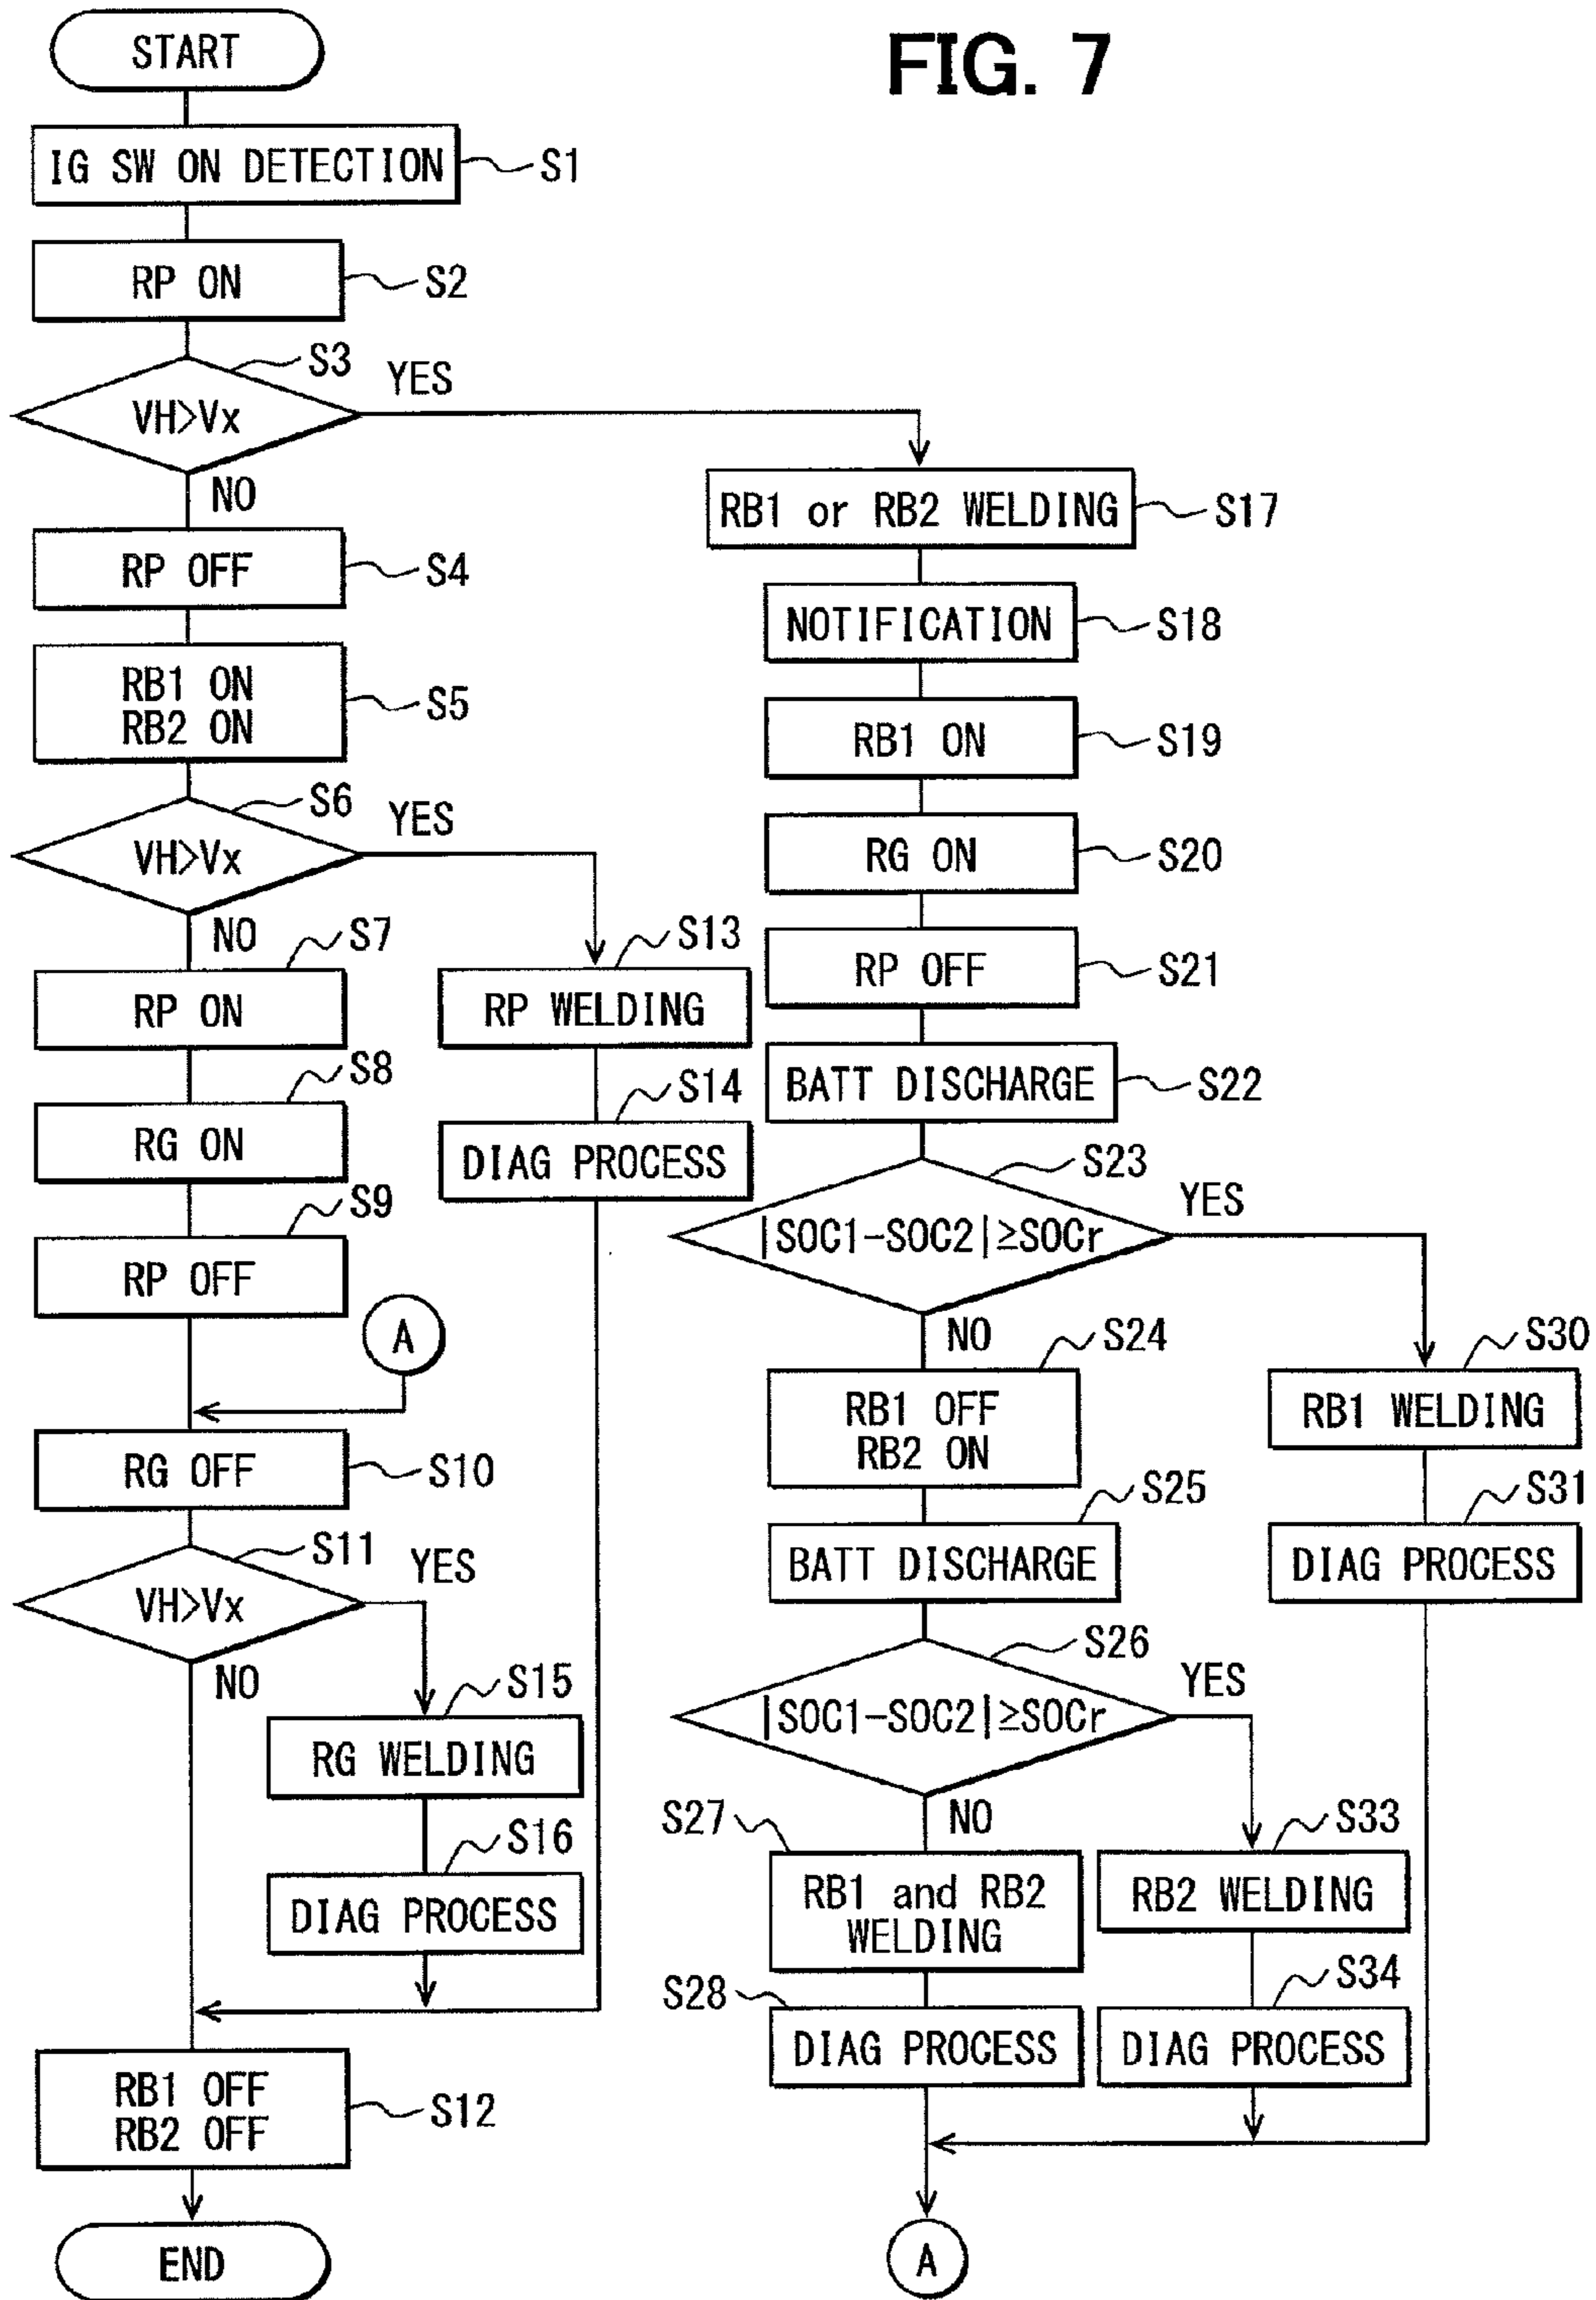 FIG. 7
START
IG SW ON DETECTION
S1
RP ON
S2
S3
VH>Vx
YES
NO
RP OFF
S4
RB1 ON
RB2 ON
S5
S6
VH>Vx
YES
NO
S7
RP ON
S8
RG ON
S9
RP OFF
A
RG OFF
S10
S11
VH>Vx
YES
NO
RB1 OFF
RB2 OFF
S12
END
S13
RP WELDING
S14
DIAG PROCESS
S15
RG WELDING
S16
DIAG PROCESS
RB1 or RB2 WELDING
S17
NOTIFICATION
S18
RB1 ON
S19
RG ON
S20
RP OFF
S21
BATT DISCHARGE
S22
S23
|SOC1-SOC2|≥SOCr
YES
NO
S24
RB1 OFF
RB2 ON
S25
BATT DISCHARGE
S26
|SOC1-SOC2|≥SOCr
YES
NO
S27
RB1 and RB2
WELDING
S28
DIAG PROCESS
S33
RB2 WELDING
S34
DIAG PROCESS
S30
RB1 WELDING
S31
DIAG PROCESS
A